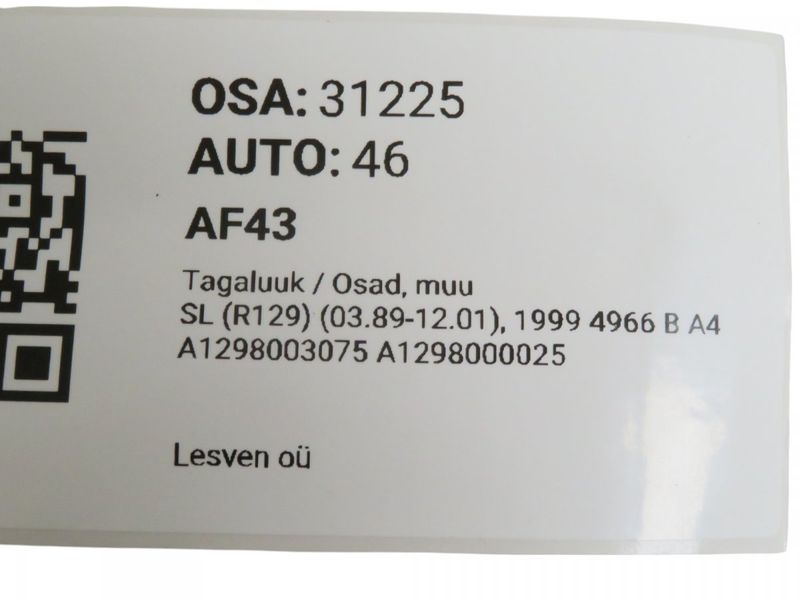 OSA: 31225
AUTO: 46
AF43
Tagaluuk / Osad, muu
SL (R129) (03.89-12.01), 1999 4966 B A4
A1298003075 A1298000025
Lesven oü